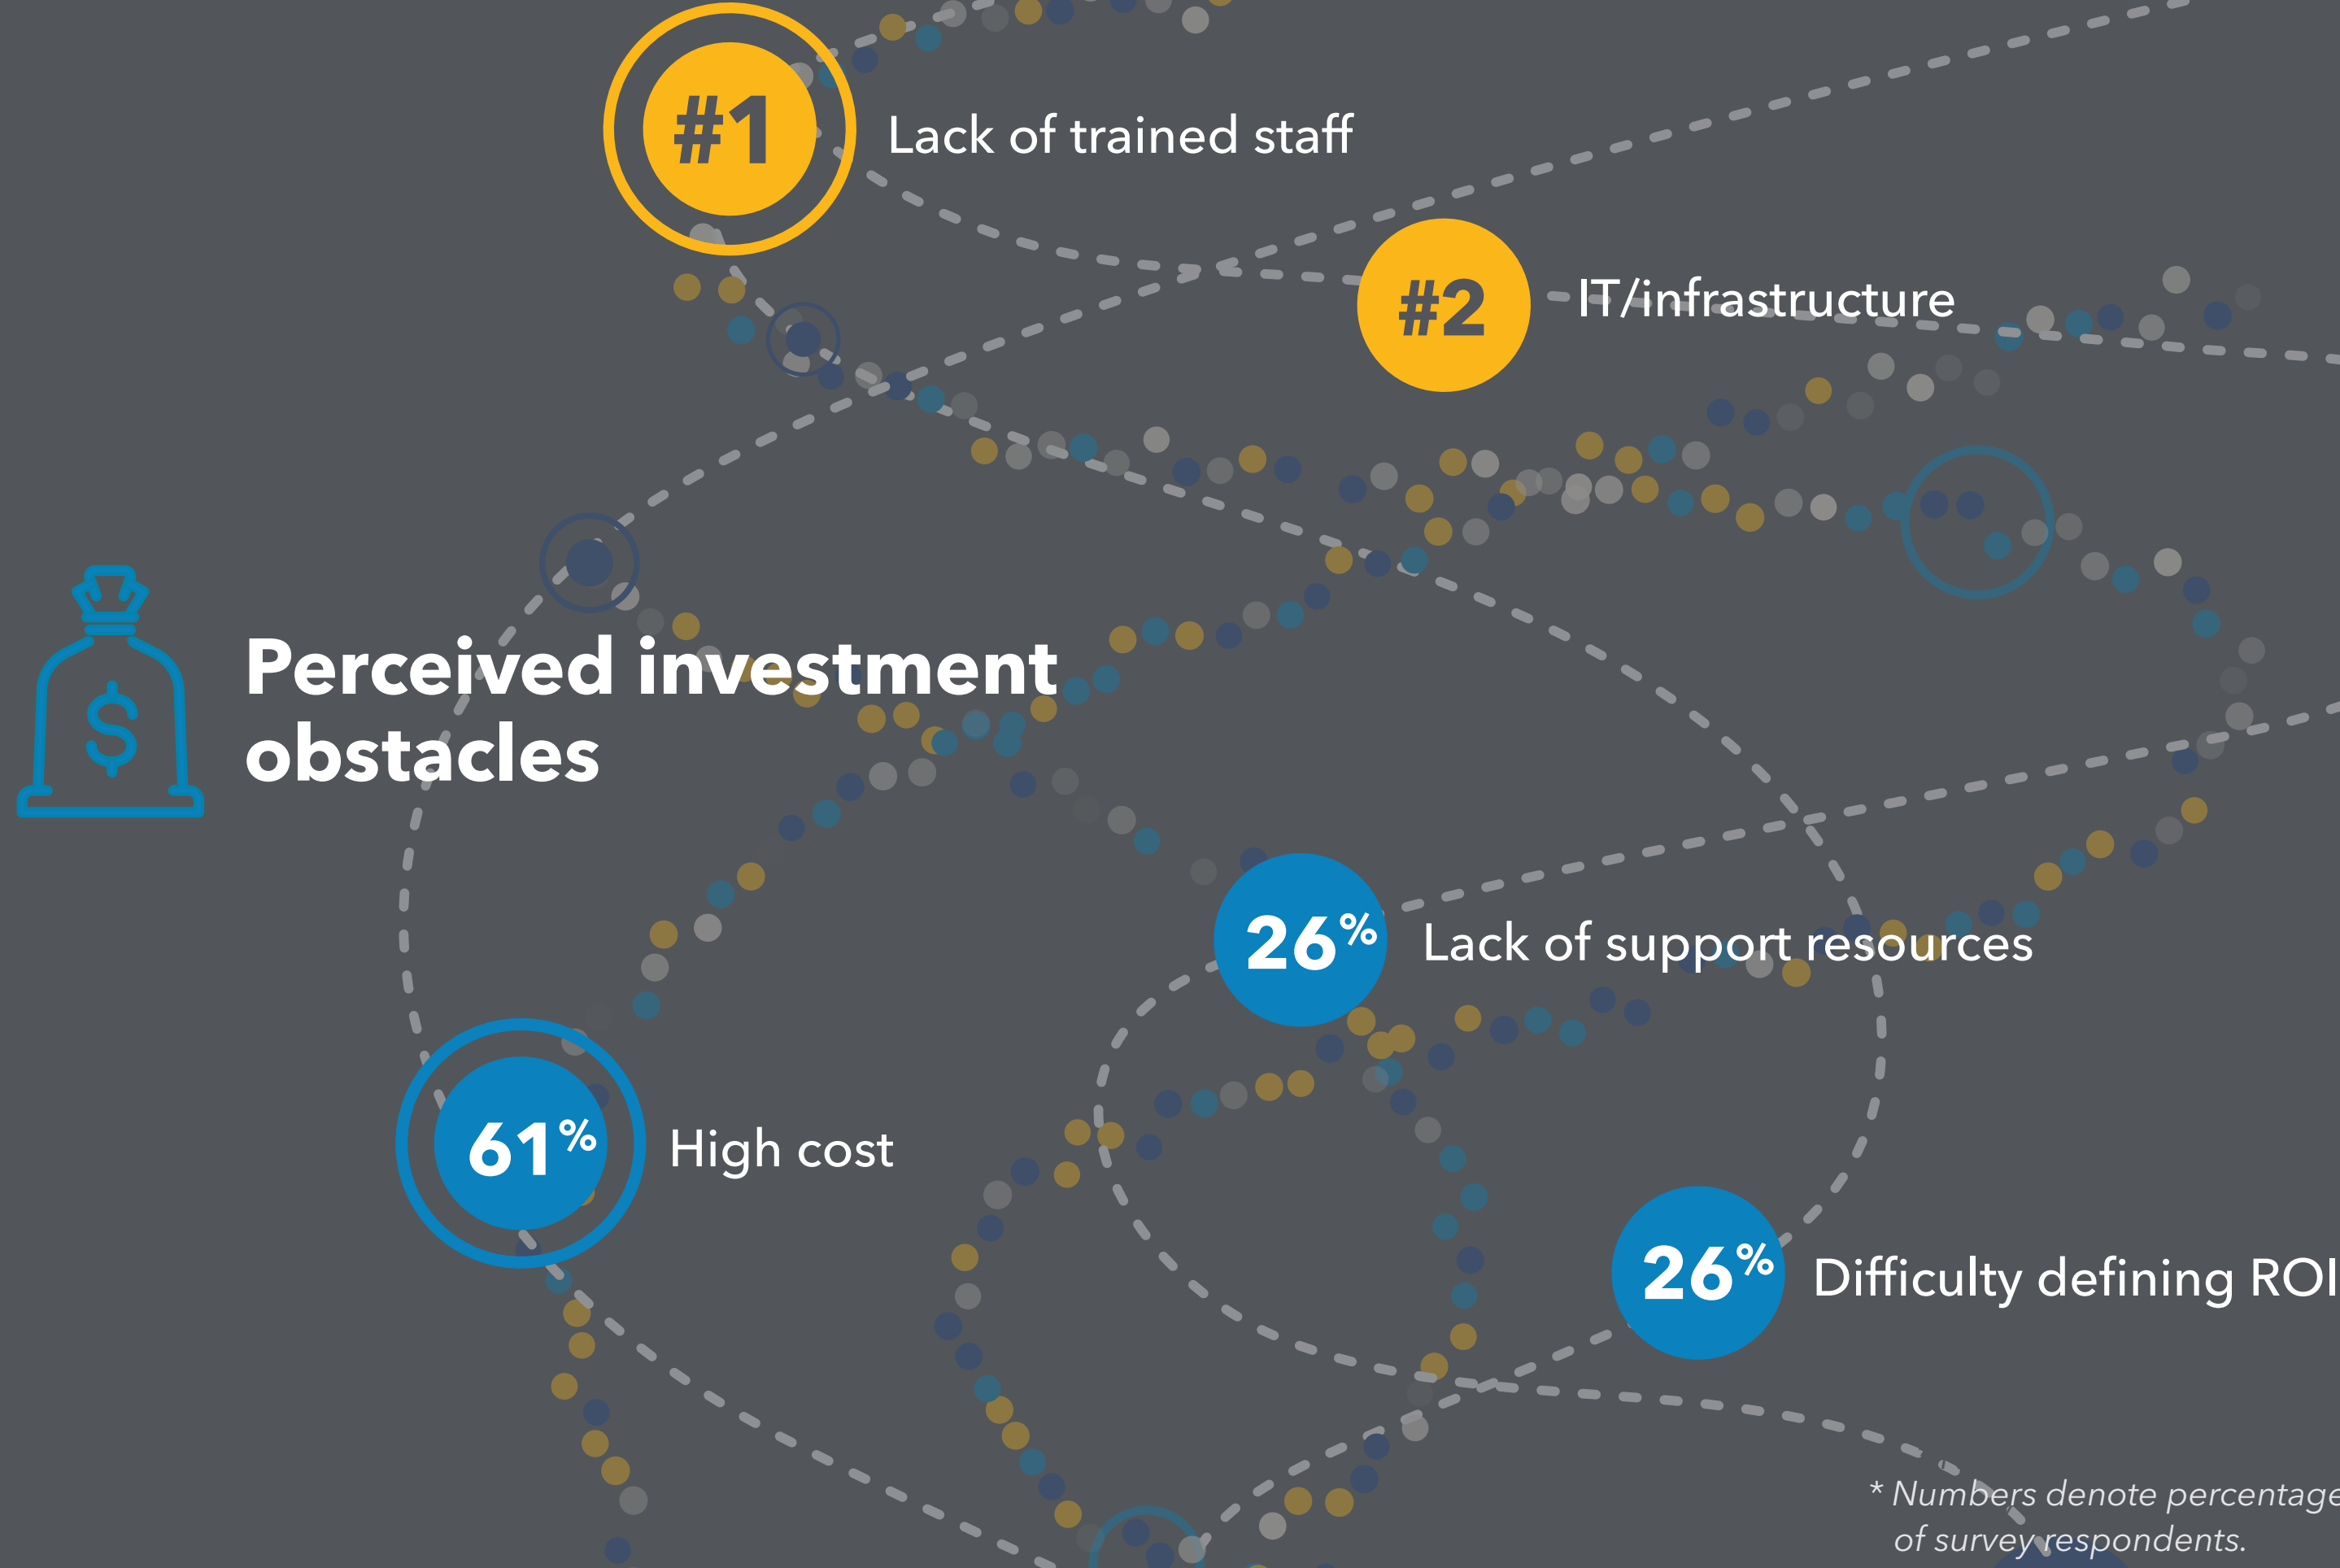 #1
Lack of trained staff
#2
IT/infrastructure
Perceived investment
obstacles
26%
Lack of support resources
61%
High cost
26%
Difficulty defining ROI
* Numbers denote percentage
of survey respondents.